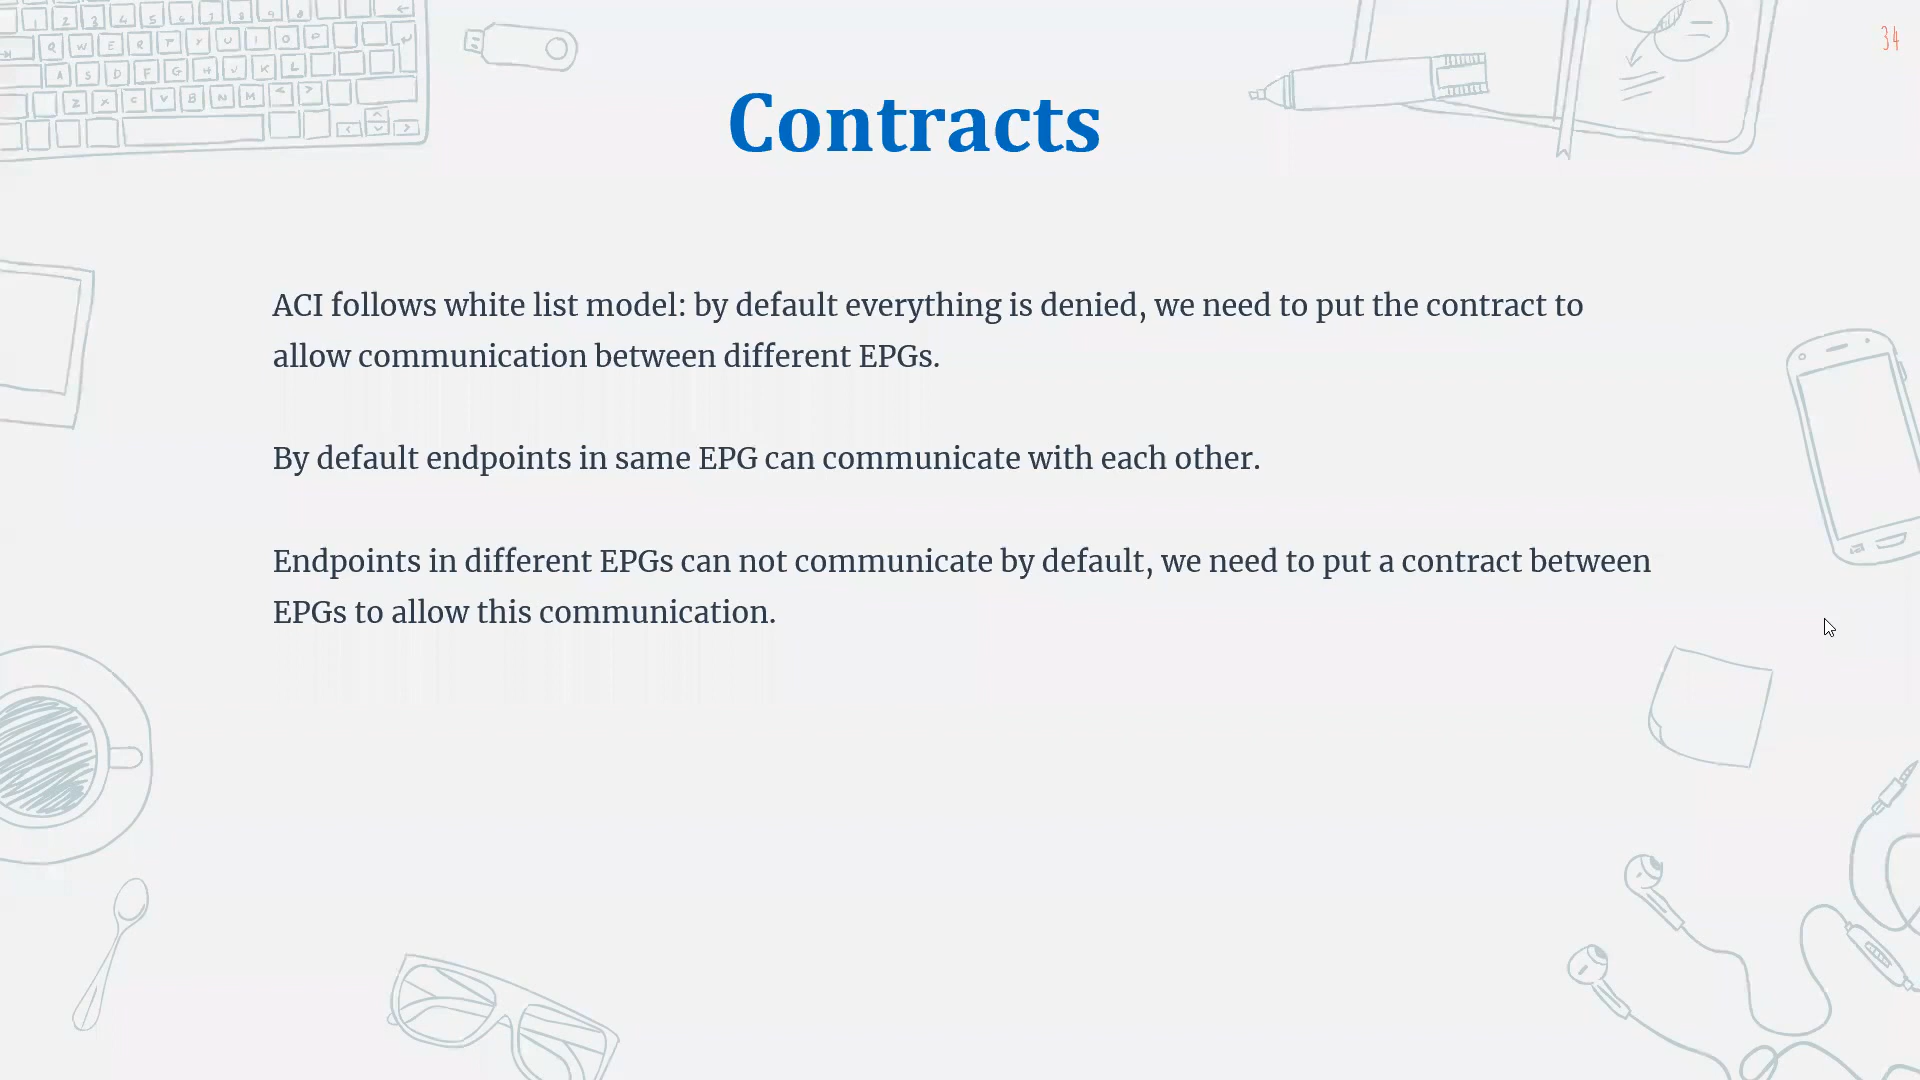 34
Contracts
ACI follows white list model: by default everything is denied, we need to put the contract to
allow communication between different EPGs.
By default endpoints in same EPG can communicate with each other.
Endpoints in different EPGs can not communicate by default, we need to put a contract between
EPGs to allow this communication.